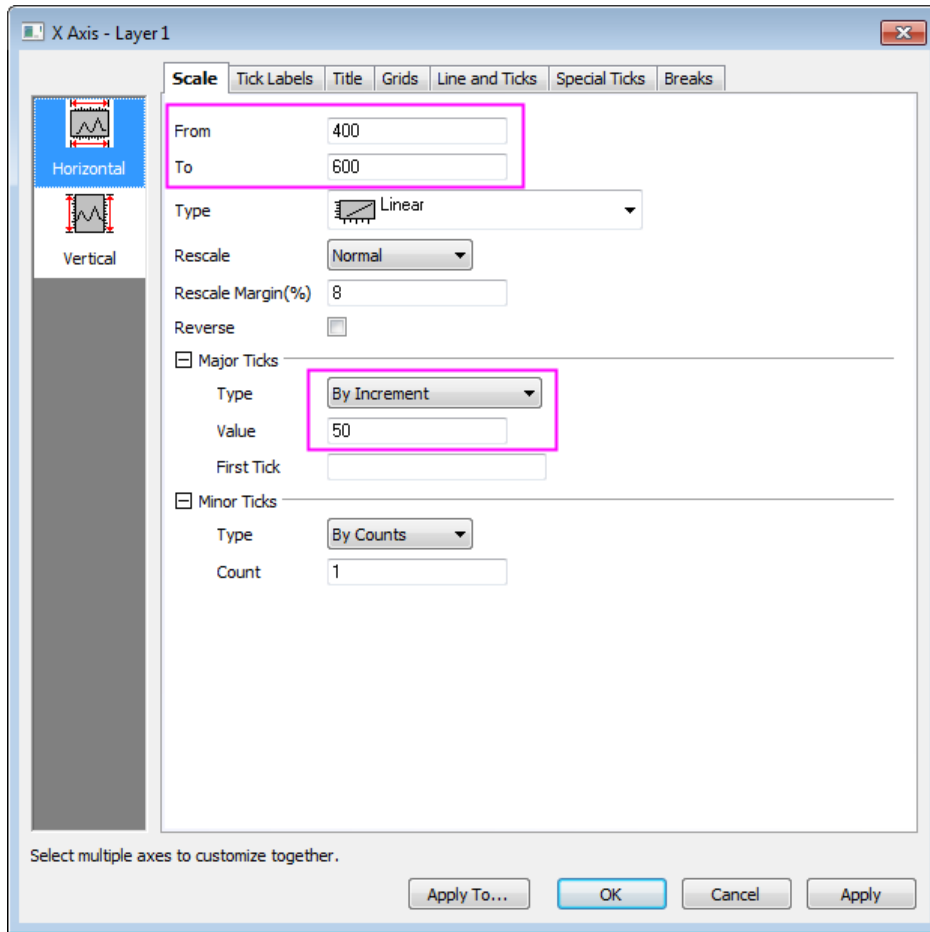 X Axis - Layer1
Scale Tick Labels Title Grids Line and Ticks Special Ticks Breaks
Horizontal
Vertical
From 400
To 600
Type Linear
Rescale Normal
Rescale Margin(%) 8
Reverse
Major Ticks
Type By Increment
Value 50
First Tick
Minor Ticks
Type By Counts
Count 1
Select multiple axes to customize together.
Apply To... OK Cancel Apply